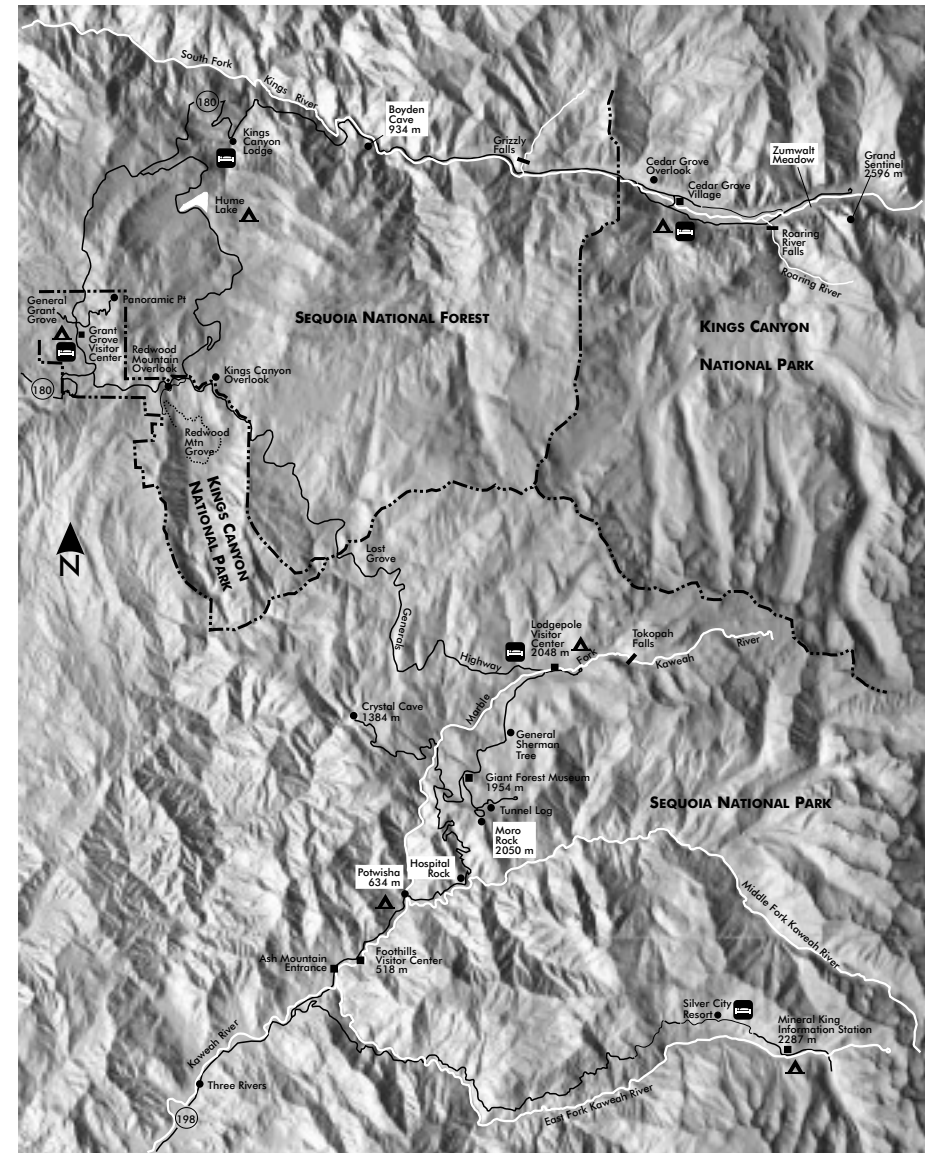 South Fork
Kings River
180
Boyden
Cave
934 m
Kings
Canyon
Lodge
Grizzly
Falls
Cedar Grove
Overlook
Cedar Grove
Village
Zumwalt
Meadow
Grand
Sentinel
2596 m
Hume
Lake
Roaring
River
Falls
Roaring River
General
Grant
Grove
Panoramic Pt
Grant
Grove
Visitor
Center
Redwood
Mountain
Overlook
Kings Canyon
Overlook
180
SEQUOIA NATIONAL FOREST
KINGS CANYON
NATIONAL PARK
Redwood
Mtn
Grove
KINGS CANYON
NATIONAL PARK
N
Lost
Grove
Generals
Highway
Lodgepole
Visitor
Center
2048 m
Tokopah
Falls
Marble
Fork
Kaweah
River
Crystal Cave
1384 m
General
Sherman
Tree
Giant Forest Museum
1954 m
Tunnel Log
SEQUOIA NATIONAL PARK
Moro
Rock
2050 m
Hospital
Rock
Potwisha
634 m
Middle Fork Kaweah River
Foothills
Visitor Center
518 m
Ash Mountain
Entrance
Silver City
Resort
Mineral King
Information Station
2287 m
Kaweah River
Three Rivers
East Fork Kaweah River
198